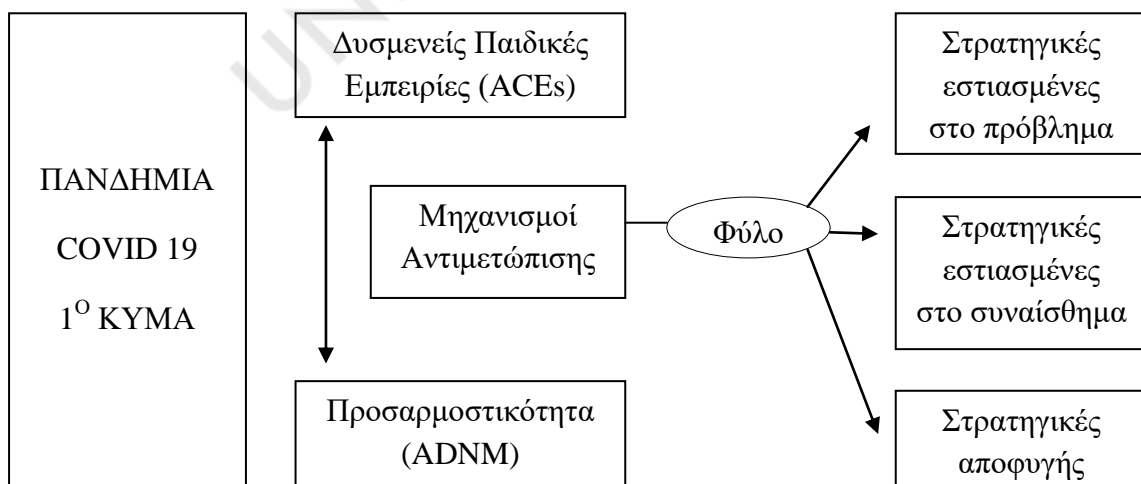 ΠΑΝΔΗΜΙΑ
COVID 19
1Ο ΚΥΜΑ
Δυσμενείς Παιδικές
Εμπειρίες (ACEs)
Μηχανισμοί
Αντιμετώπισης
Προσαρμοστικότητα
(ADNM)
Φύλο
Στρατηγικές
εστιασμένες
στο πρόβλημα
Στρατηγικές
εστιασμένες
στο συναίσθημα
Στρατηγικές
αποφυγής